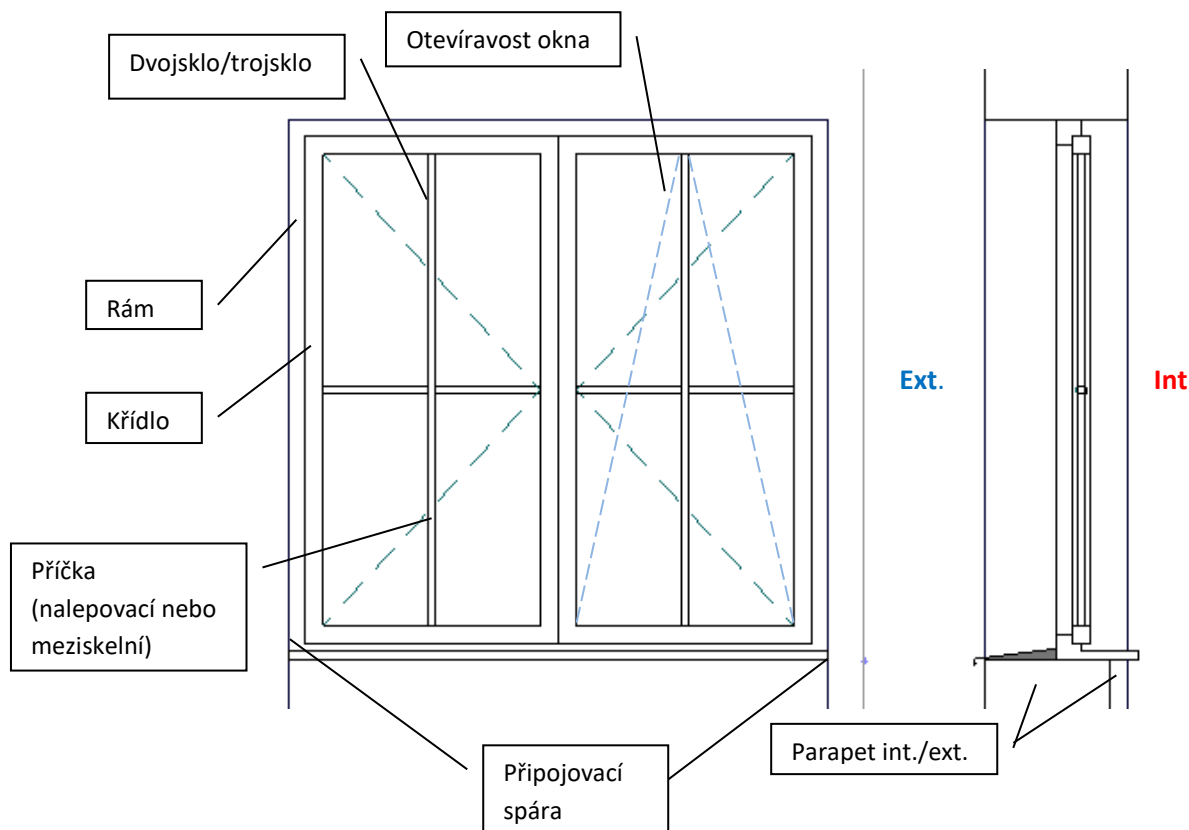 Otevíravost okna
Dvojsklo/trojsklo
Rám
Křídlo
Ext.
Int
Příčka
(nalepovací nebo
meziskelní)
Parapet int./ext.
Připojovací
spára